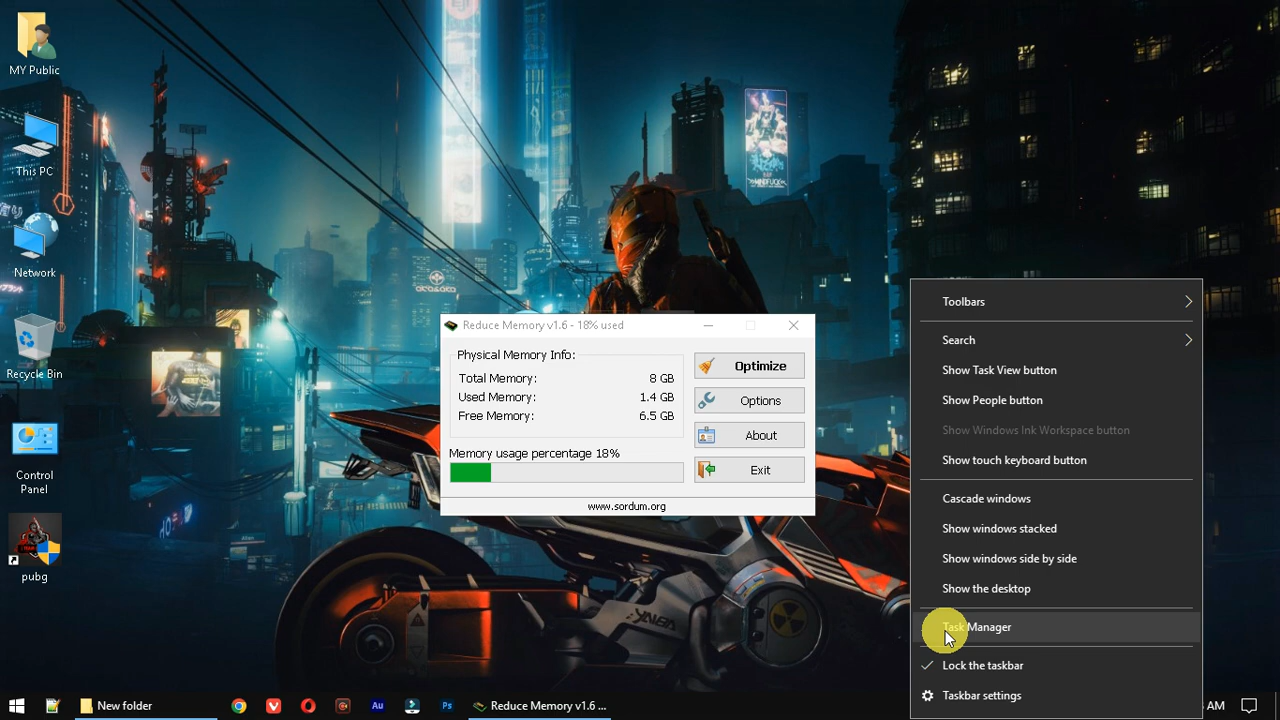 MY Public
This PC
Network
Recycle Bin
Control
Panel
pubg
MINDFUCK
arasaka
YAIBA
Reduce Memory v1.6 - 18% used
Physical Memory Info:
Total Memory: 8 GB
Used Memory: 1.4 GB
Free Memory: 6.5 GB
Memory usage percentage 18%
Optimize
Options
About
Exit
www.sordum.org
Toolbars
Search
Show Task View button
Show People button
Show Windows Ink Workspace button
Show touch keyboard button
Cascade windows
Show windows stacked
Show windows side by side
Show the desktop
Task Manager
Lock the taskbar
Taskbar settings
New folder
Au
Ps
Reduce Memory v1.6 ...
AM